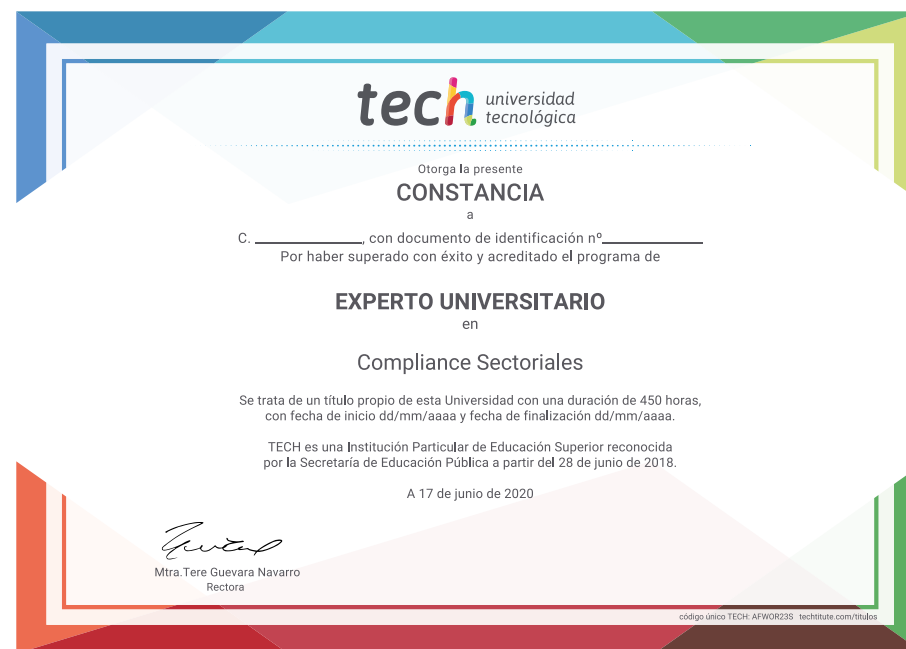 tech universidad
tecnológica
Otorga la presente
CONSTANCIA
a
C. ____________, con documento de identificación nº____________
Por haber superado con éxito y acreditado el programa de
EXPERTO UNIVERSITARIO
en
Compliance Sectoriales
Se trata de un título propio de esta Universidad con una duración de 450 horas,
con fecha de inicio dd/mm/aaaa y fecha de finalización dd/mm/aaaa.
TECH es una Institución Particular de Educación Superior reconocida
por la Secretaría de Educación Pública a partir del 28 de junio de 2018.
A 17 de junio de 2020
Mtra.Tere Guevara Navarro
Rectora
código único TECH: AFWOR23S techtitute.com/titulos